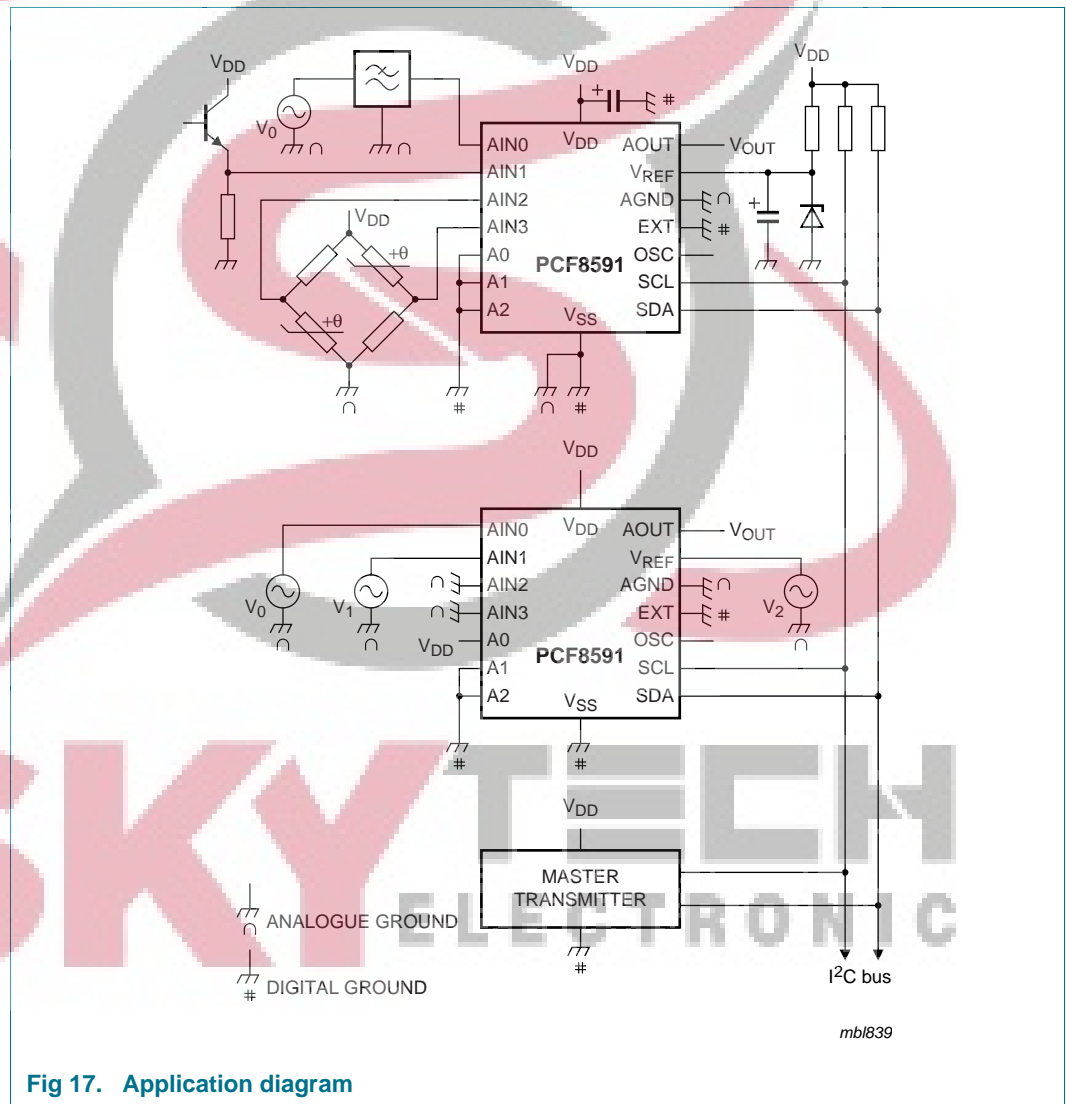 VDD
VDD
VDD
V0
+
#
∩
∩
VDD
AIN0
AIN1
AIN2
AIN3
A0
A1
A2
PCF8591
VSS
AOUT
VREF
AGND
EXT
OSC
SCL
SDA
VOUT
∩
#
+
VDD
+θ
+θ
∩
#
∩
#
VDD
VDD
AIN0
AIN1
AIN2
AIN3
A0
A1
A2
PCF8591
VSS
AOUT
VREF
AGND
EXT
OSC
SCL
SDA
VOUT
∩
#
V0
V1
∩
∩
VDD
V2
∩
∩
∩
#
#
VDD
MASTER
TRANSMITTER
#
∩ ANALOGUE GROUND
# DIGITAL GROUND
I2C bus
SKYTECH
ELECTRONIC
mbl839
Fig 17. Application diagram